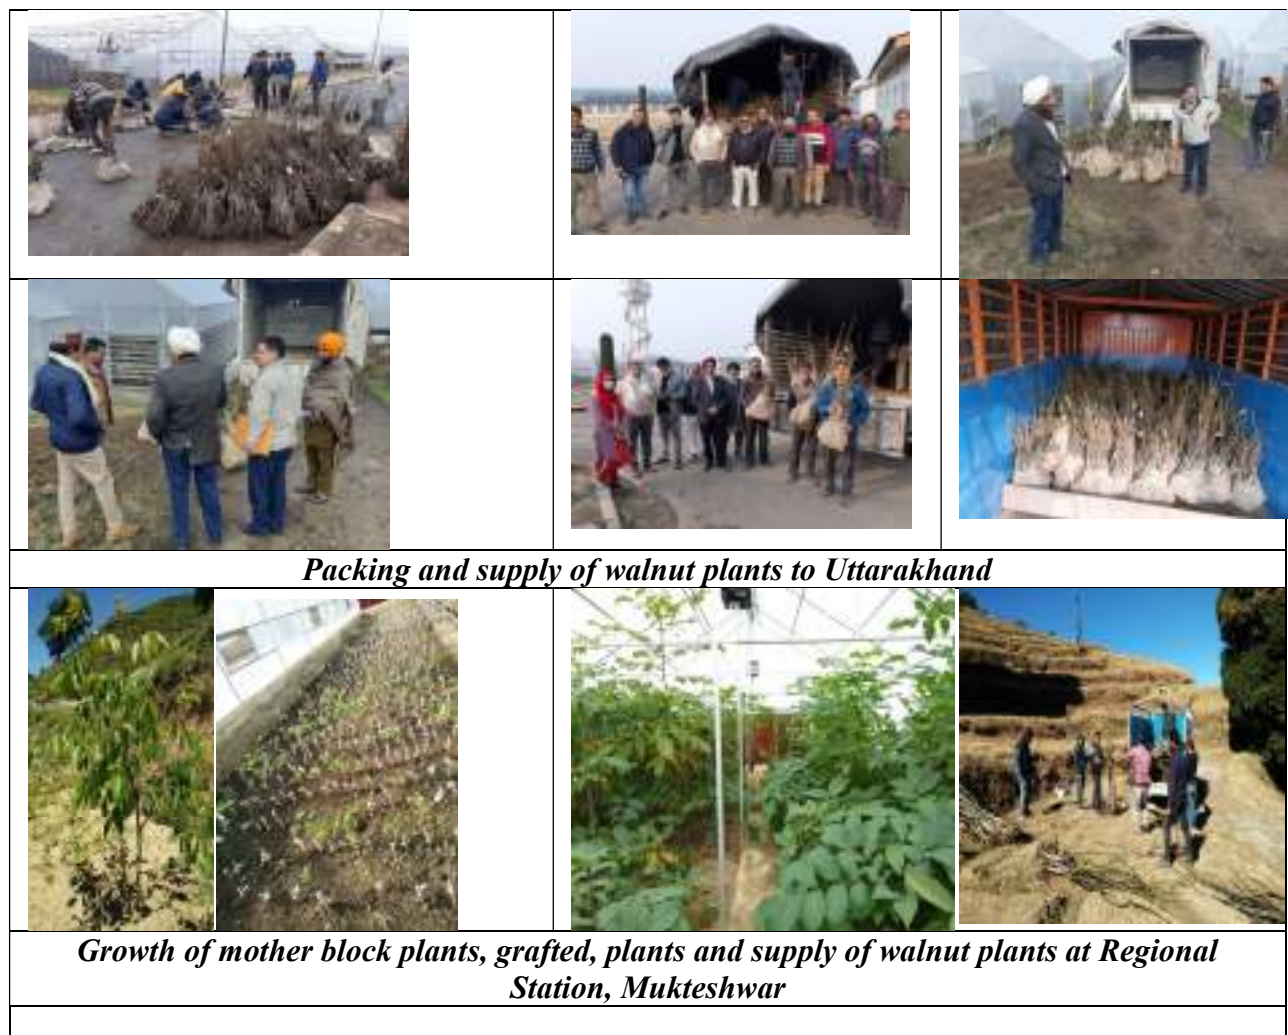 Packing and supply of walnut plants to Uttarakhand
Growth of mother block plants, grafted, plants and supply of walnut plants at Regional
Station, Mukteshwar